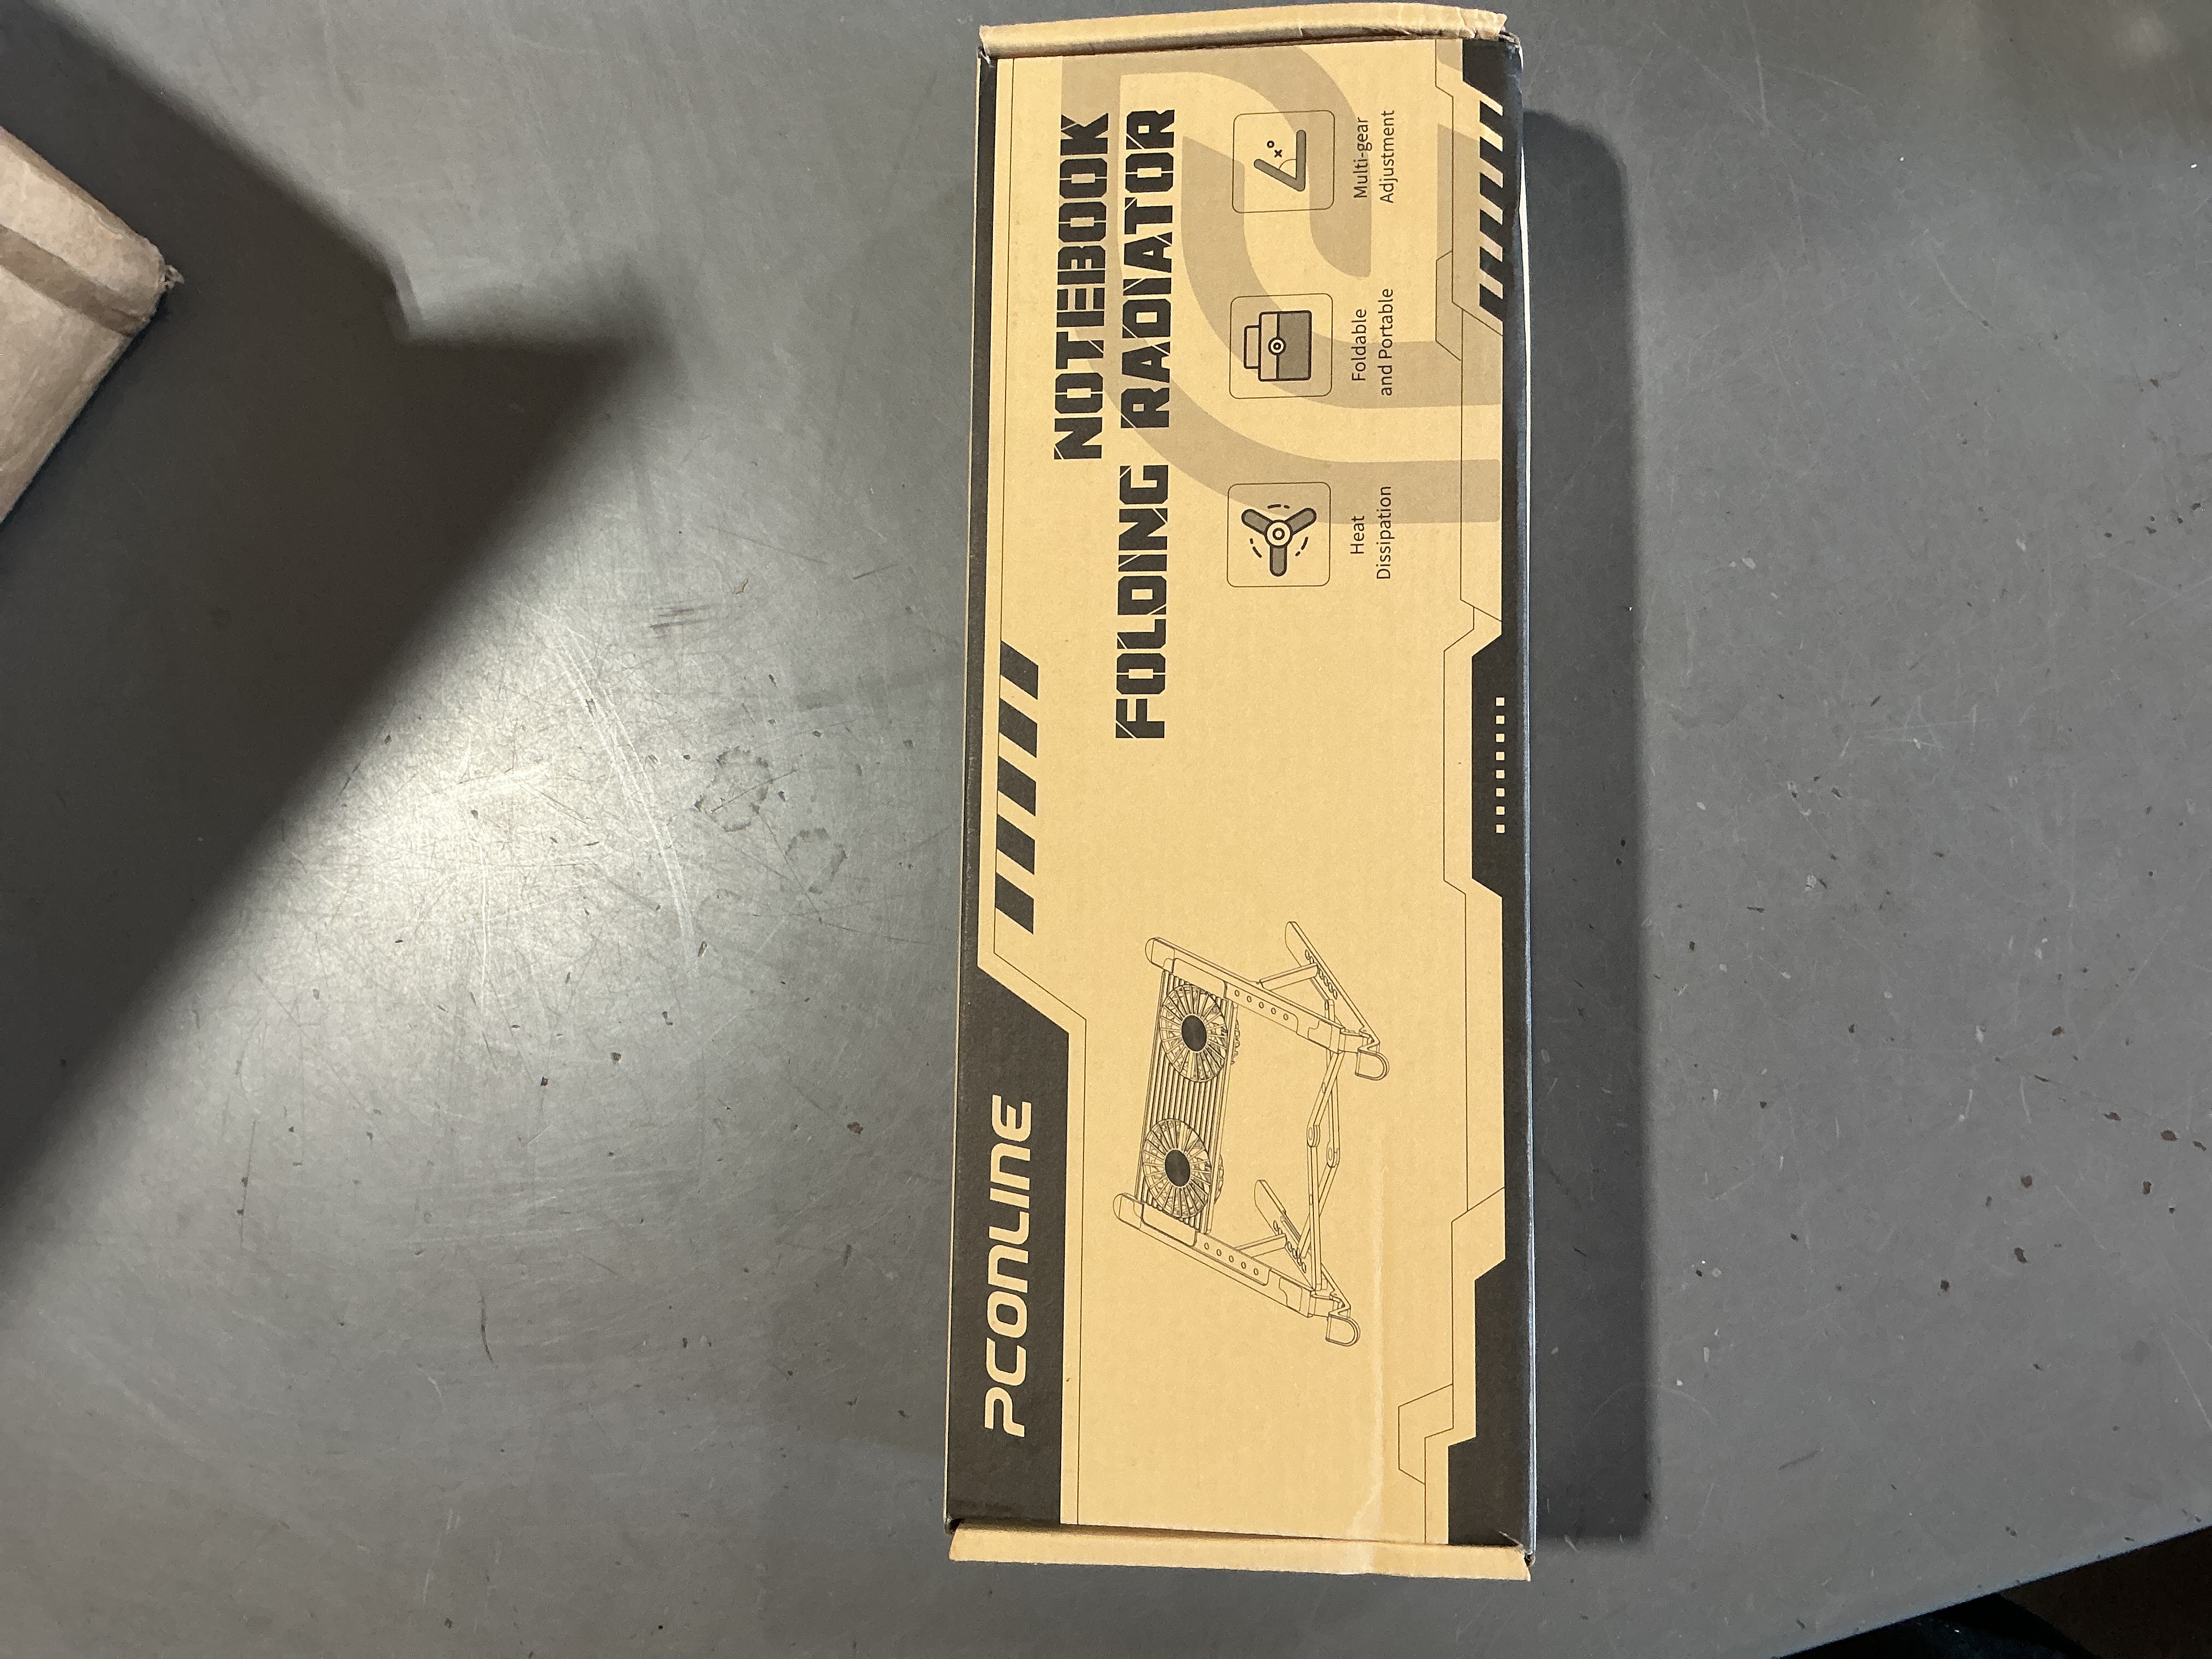 PCONLINE
NOTEBOOK
FOLDING RADIATOR
Heat
Dissipation
Foldable
and Portable
x°
Multi-gear
Adjustment